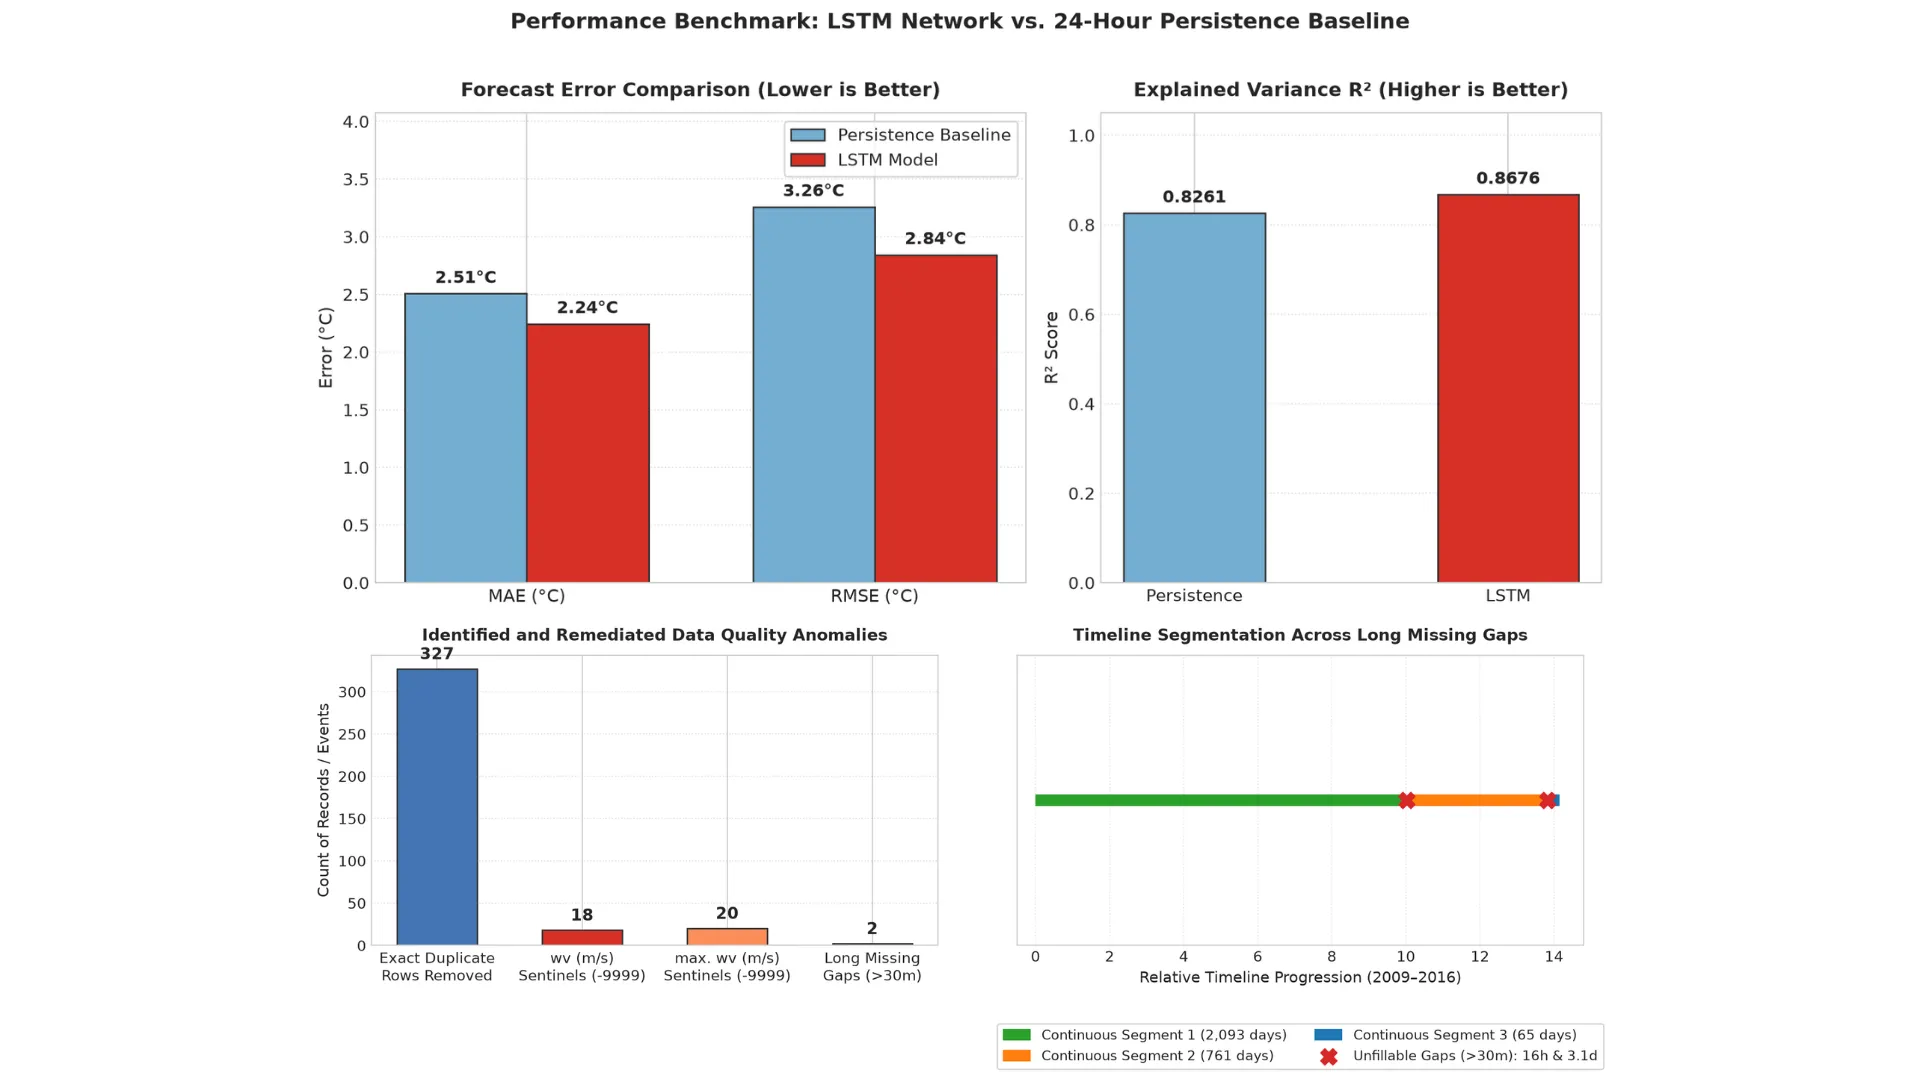 Performance Benchmark: LSTM Network vs. 24-Hour Persistence Baseline
Forecast Error Comparison (Lower is Better)
Error (°C)
4.0
3.5
3.0
2.5
2.0
1.5
1.0
0.5
0.0
Persistence Baseline
LSTM Model
2.51°C
2.24°C
3.26°C
2.84°C
MAE (°C)
RMSE (°C)
Explained Variance R² (Higher is Better)
R² Score
1.0
0.8
0.6
0.4
0.2
0.0
0.8261
0.8676
Persistence
LSTM
Identified and Remediated Data Quality Anomalies
Count of Records / Events
300
250
200
150
100
50
0
327
18
20
2
Exact Duplicate
Rows Removed
wv (m/s)
Sentinels (-9999)
max. wv (m/s)
Sentinels (-9999)
Long Missing
Gaps (>30m)
Timeline Segmentation Across Long Missing Gaps
0 2 4 6 8 10 12 14
Relative Timeline Progression (2009–2016)
Continuous Segment 1 (2,093 days)
Continuous Segment 2 (761 days)
Continuous Segment 3 (65 days)
Unfillable Gaps (>30m): 16h & 3.1d